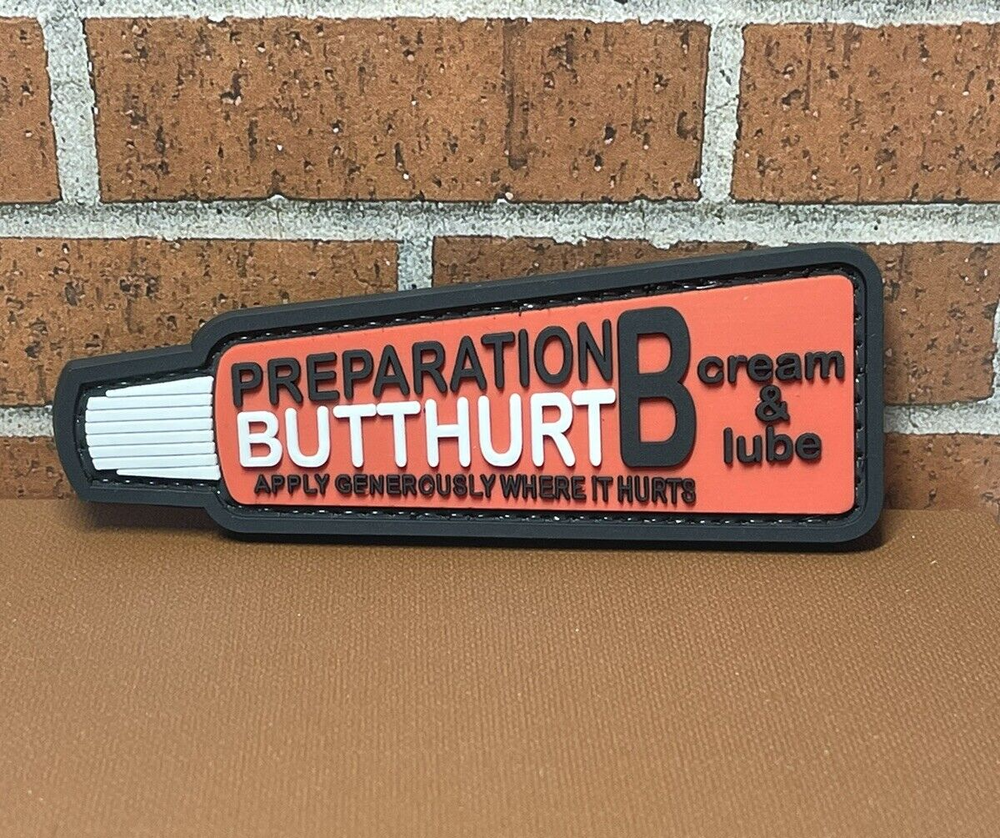 PREPARATION B
BUTTHURT
APPLY GENEROUSLY WHERE IT HURTS
cream
&
lube